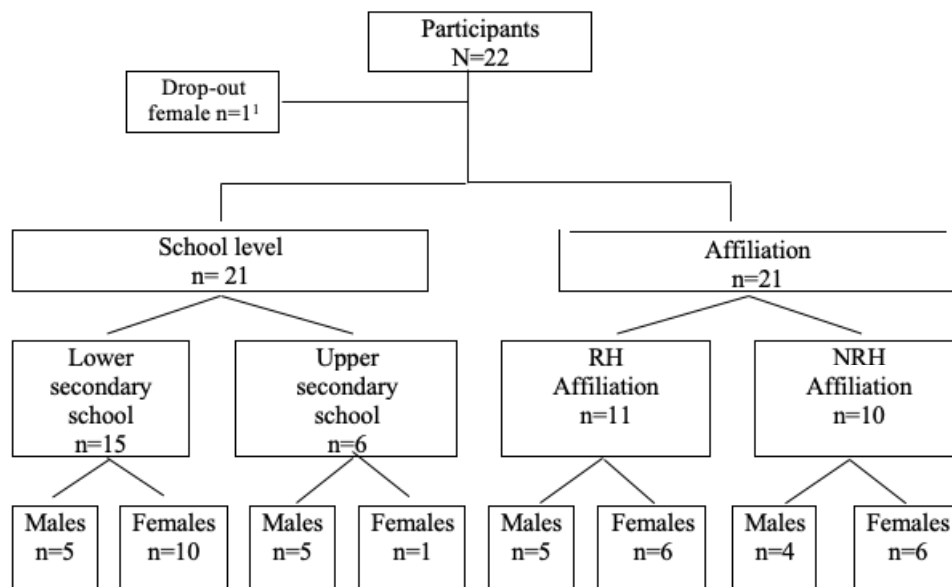 Participants
N=22
Drop-out
female n=1¹
School level
n= 21
Affiliation
n=21
Lower
secondary
school
n=15
Upper
secondary
school
n=6
RH
Affiliation
n=11
NRH
Affiliation
n=10
Males
n=5
Females
n=10
Males
n=5
Females
n=1
Males
n=5
Females
n=6
Males
n=4
Females
n=6